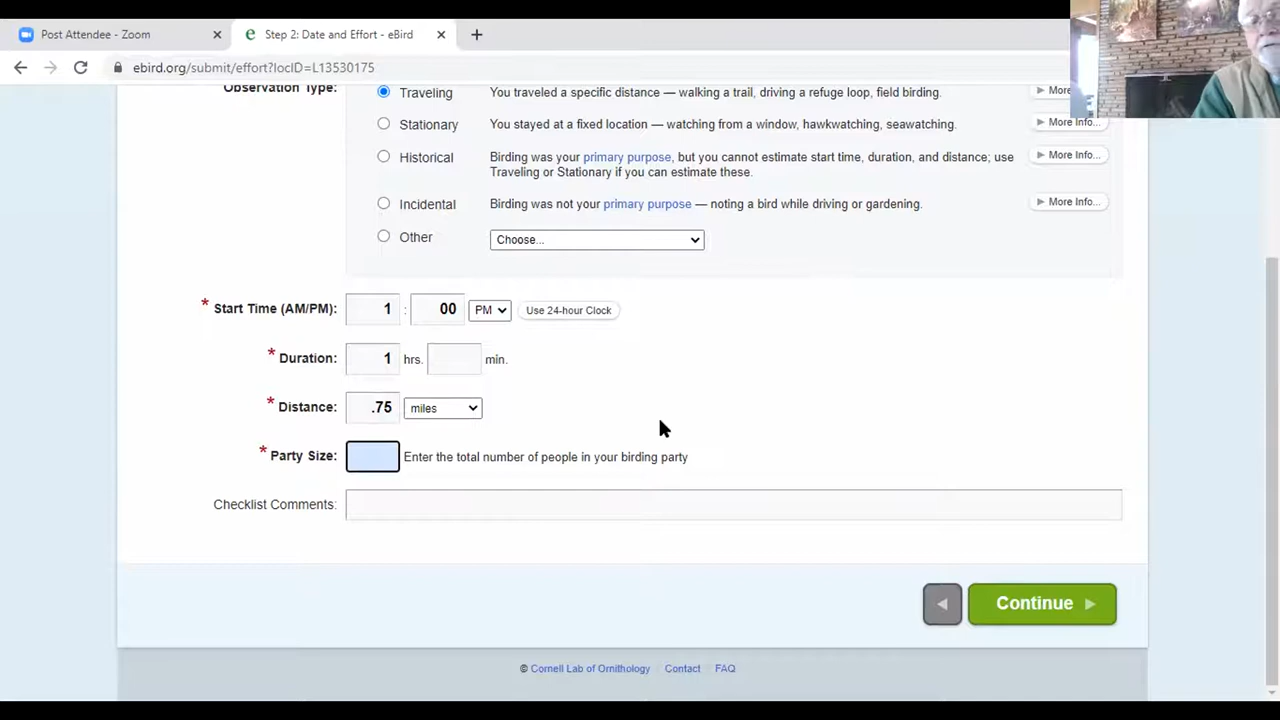 Post Attendee - Zoom
Step 2: Date and Effort - eBird
ebird.org/submit/effort?locID=L13530175
Observation Type:
Traveling You traveled a specific distance — walking a trail, driving a refuge loop, field birding. More
Stationary You stayed at a fixed location — watching from a window, hawkwatching, seawatching. More Info...
Historical Birding was your primary purpose, but you cannot estimate start time, duration, and distance; use More Info...
Traveling or Stationary if you can estimate these.
Incidental Birding was not your primary purpose — noting a bird while driving or gardening. More Info...
Other Choose...
* Start Time (AM/PM): 1 : 00 PM Use 24-hour Clock
* Duration: 1 hrs. min.
* Distance: .75 miles
* Party Size: Enter the total number of people in your birding party
Checklist Comments:
Continue
© Cornell Lab of Ornithology Contact FAQ